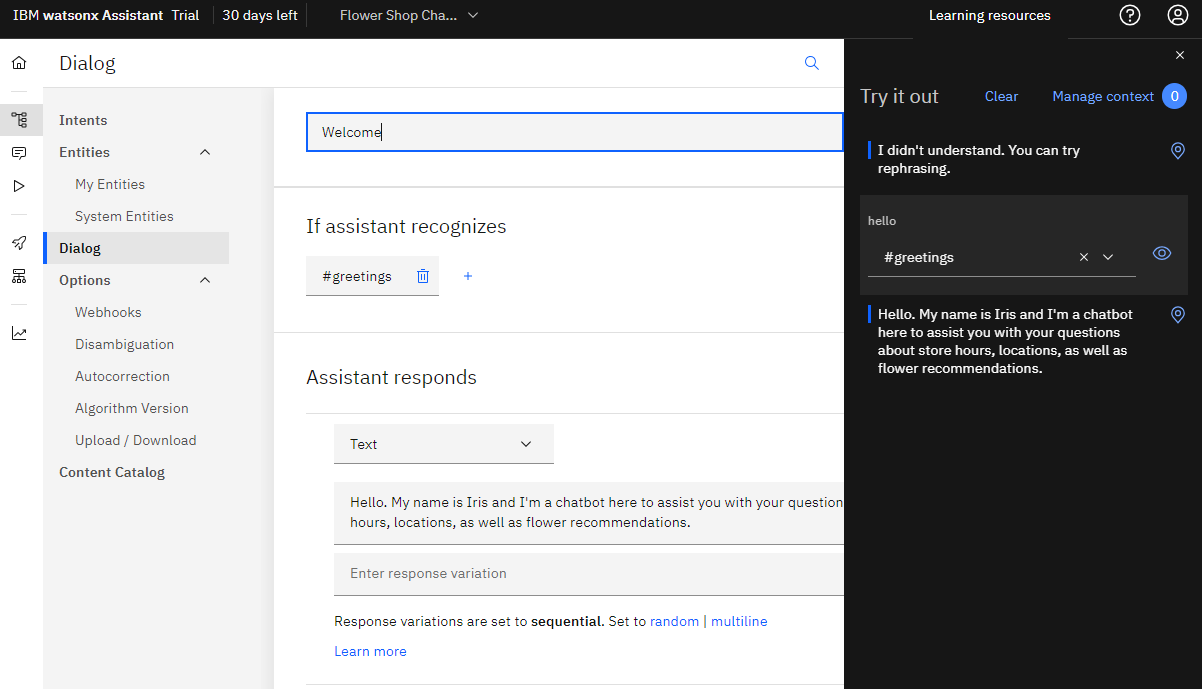 IBM watsonx Assistant Trial 30 days left Flower Shop Cha... Learning resources
Dialog
Intents
Entities
My Entities
System Entities
Dialog
Options
Webhooks
Disambiguation
Autocorrection
Algorithm Version
Upload / Download
Content Catalog
Welcome
If assistant recognizes
#greetings
Assistant responds
Text
Hello. My name is Iris and I'm a chatbot here to assist you with your question
hours, locations, as well as flower recommendations.
Enter response variation
Response variations are set to sequential. Set to random | multiline
Learn more
Try it out Clear Manage context 0
I didn't understand. You can try
rephrasing.
hello
#greetings
Hello. My name is Iris and I'm a chatbot
here to assist you with your questions
about store hours, locations, as well as
flower recommendations.